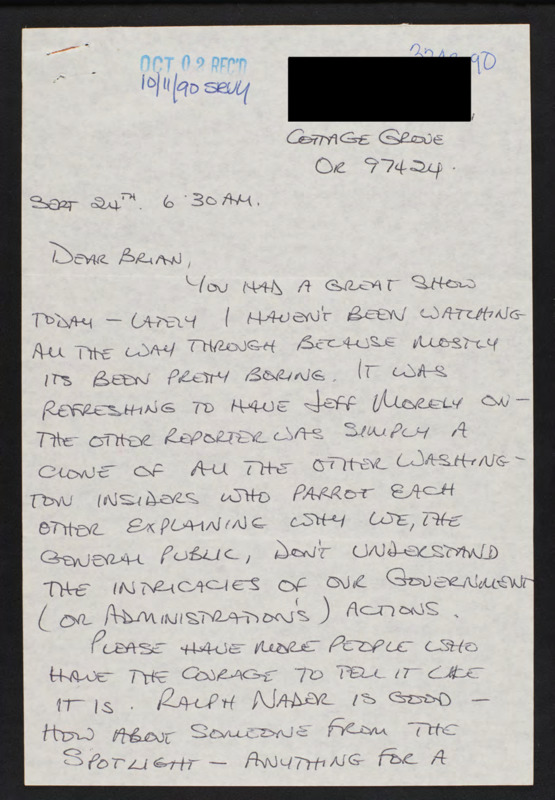 OCT 02 REC'D
10/11/90 SRVY
90
COTTAGE GROVE
OR 97424.
SEPT 24TH. 6:30 AM.
DEAR BRIAN,
YOU HAD A GREAT SHOW
TODAY — LATELY I HAVEN'T BEEN WATCHING
ALL THE WAY THROUGH BECAUSE MOSTLY
ITS BEEN PRETTY BORING. IT WAS
REFRESHING TO HAVE JEFF MORELY ON —
THE OTHER REPORTER WAS SIMPLY A
CLONE OF ALL THE OTHER WASHING-
TON INSIDERS WHO PARROT EACH
OTHER EXPLAINING WHY WE, THE
GENERAL PUBLIC, DON'T UNDERSTAND
THE INTRICACIES OF OUR GOVERNMENT
(OR ADMINISTRATION'S) ACTIONS.
PLEASE HAVE MORE PEOPLE WHO
HAVE THE COURAGE TO TELL IT LIKE
IT IS. RALPH NADER IS GOOD —
HOW ABOUT SOMEONE FROM THE
SPOTLIGHT — ANYTHING FOR A